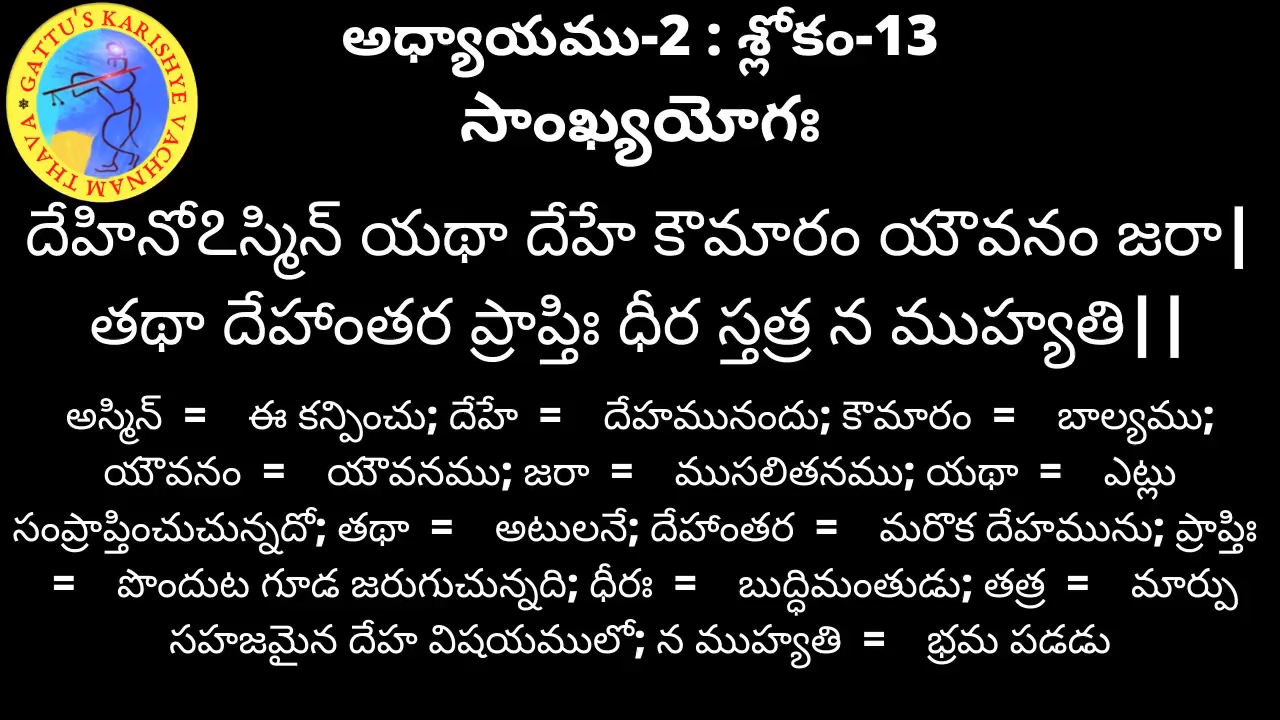 GATTU'S KARISHYE VACHNAM THAVA
అధ్యాయము-2 : శ్లోకం-13
సాంఖ్యయోగః
దేహినోఽస్మిన్ యథా దేహే కౌమారం యౌవనం జరా|
తథా దేహాంతర ప్రాప్తిః ధీర స్తత్ర న ముహ్యతి||
అస్మిన్ = ఈ కన్పించు; దేహే = దేహమునందు; కౌమారం = బాల్యము;
యౌవనం = యౌవనము; జరా = ముసలితనము; యథా = ఎట్లు
సంప్రాప్తించుచున్నదో; తథా = అటులనే; దేహాంతర = మరొక దేహమును; ప్రాప్తిః
= పొందుట గూడ జరుగుచున్నది; ధీరః = బుద్ధిమంతుడు; తత్ర = మార్పు
సహజమైన దేహ విషయములో; న ముహ్యతి = భ్రమ పడడు